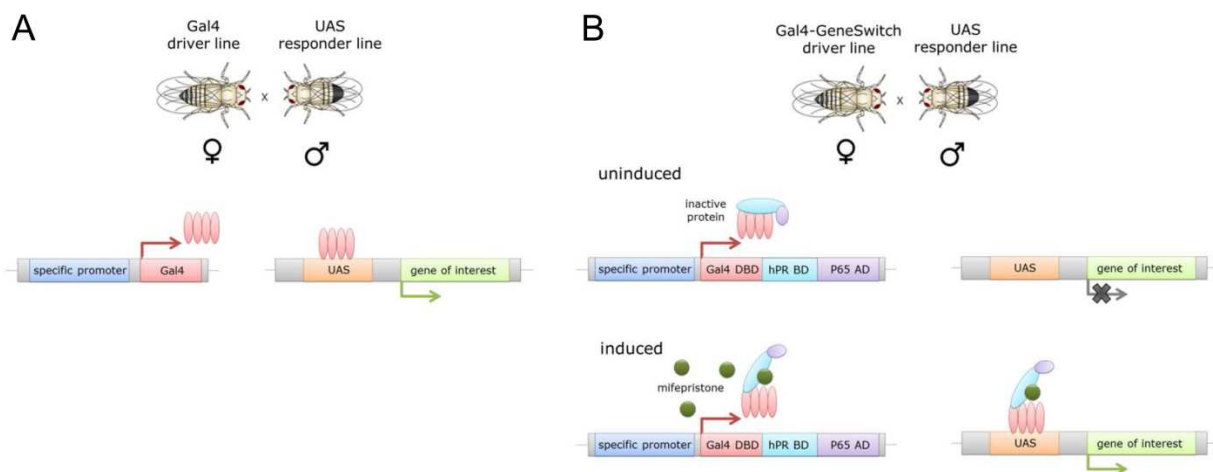 A
Gal4
driver line
UAS
responder line
x
♀
♂
specific promoter
Gal4
UAS
gene of interest
B
Gal4-GeneSwitch
driver line
UAS
responder line
x
♀
♂
uninduced
inactive
protein
specific promoter
Gal4 DBD
hPR BD
P65 AD
UAS
gene of interest
induced
mifepristone
specific promoter
Gal4 DBD
hPR BD
P65 AD
UAS
gene of interest